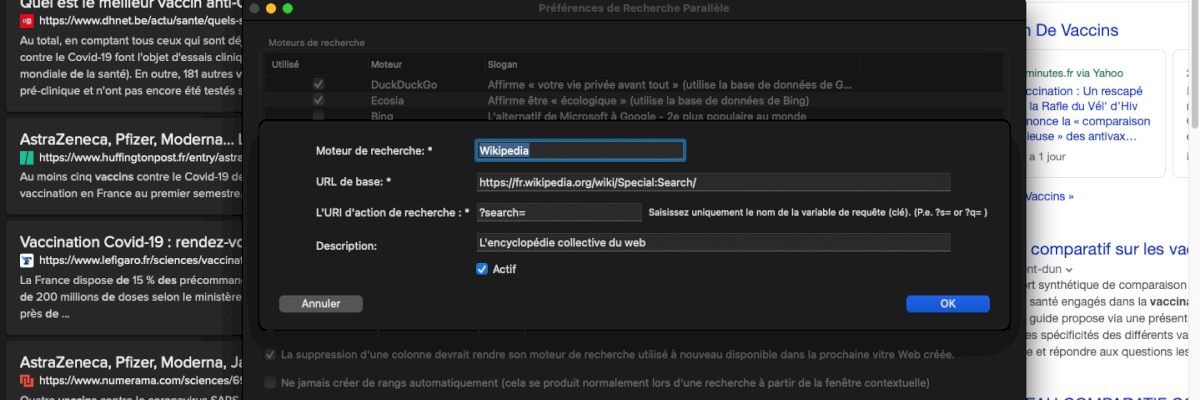 Quel est le meilleur vaccin anti-C
https://www.dhnet.be/actu/sante/quels-s
Au total, en comptant tous ceux qui sont déj
contre le Covid-19 font l'objet d'essais cliniq
mondiale de la santé). En outre, 181 autres v
pré-clinique et n'ont pas encore été testés s
AstraZeneca, Pfizer, Moderna... L
https://www.huffingtonpost.fr/entry/astra
Au moins cinq vaccins contre le Covid-19 de
vaccination en France au premier semestre.
Vaccination Covid-19 : rendez-vo
https://www.lefigaro.fr/sciences/vaccinat
La France dispose de 15 % des précomman
de 200 millions de doses selon le ministère
près de ...
AstraZeneca, Pfizer, Moderna, Ja
https://www.numerama.com/sciences/69
Quatre vaccins contre le coronavirus SARS
Préférences de Recherche Parallèle
Moteurs de recherche
Utilisé Moteur Slogan
DuckDuckGo Affirme « votre vie privée avant tout » (utilise la base de données de G...
Ecosia Affirme être « écologique » (utilise la base de données de Bing)
Bing L'alternatif de Microsoft à Google - 2e plus populaire au monde
Moteur de recherche: * Wikipedia
URL de base: * https://fr.wikipedia.org/wiki/Special:Search/
L'URI d'action de recherche : * ?search= Saisissez uniquement le nom de la variable de requête (clé). (P.e. ?s= or ?q= )
Description: L'encyclopédie collective du web
Actif
Annuler OK
La suppression d'une colonne devrait rendre son moteur de recherche utilisé à nouveau disponible dans la prochaine vitre Web créée.
Ne jamais créer de rangs automatiquement (cela se produit normalement lors d'une recherche à partir de la fenêtre contextuelle)
n De Vaccins
minutes.fr via Yahoo
ccination : Un rescapé
la Rafle du Vél' d'Hiv
nonce la « comparaison
ieuse » des antivax...
a 1 jour
Vaccins »
comparatif sur les vac
nt-dun
rt synthétique de comparaison
santé engagés dans la vaccina
guide propose via une présent
es spécificités des différents va
e et répondre aux questions les